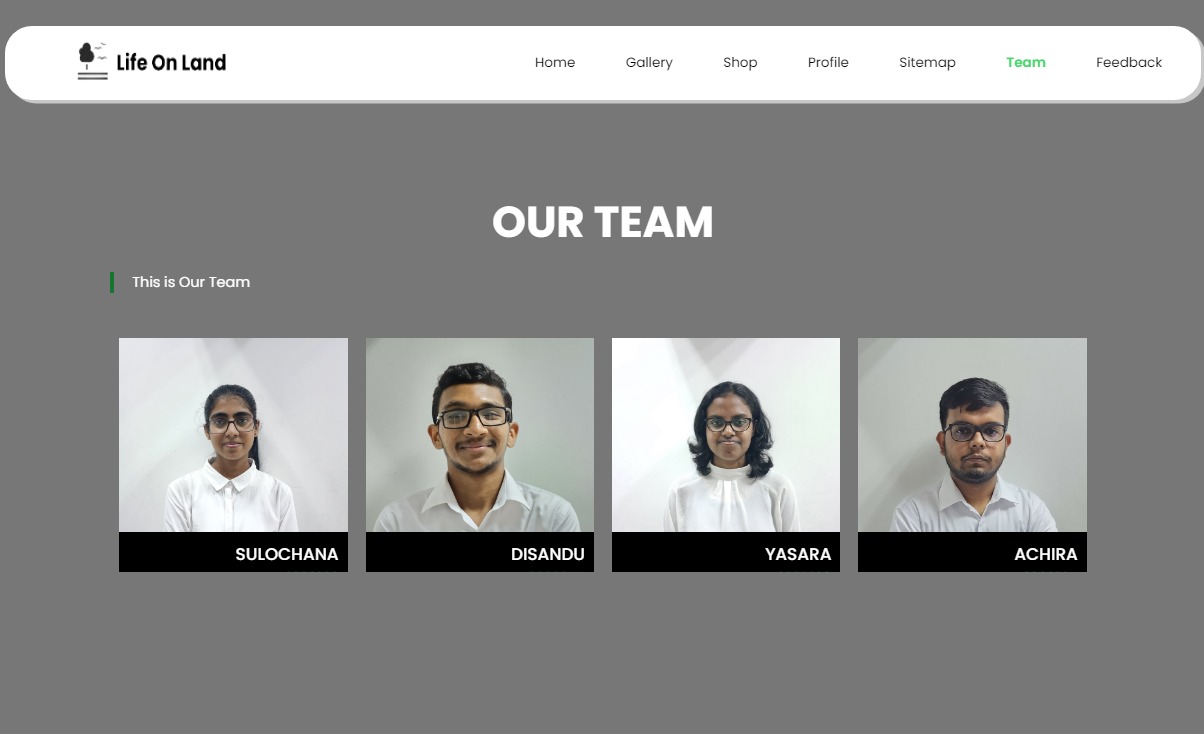 Life On Land
Home Gallery Shop Profile Sitemap Team Feedback
OUR TEAM
This is Our Team
SULOCHANA DISANDU YASARA ACHIRA